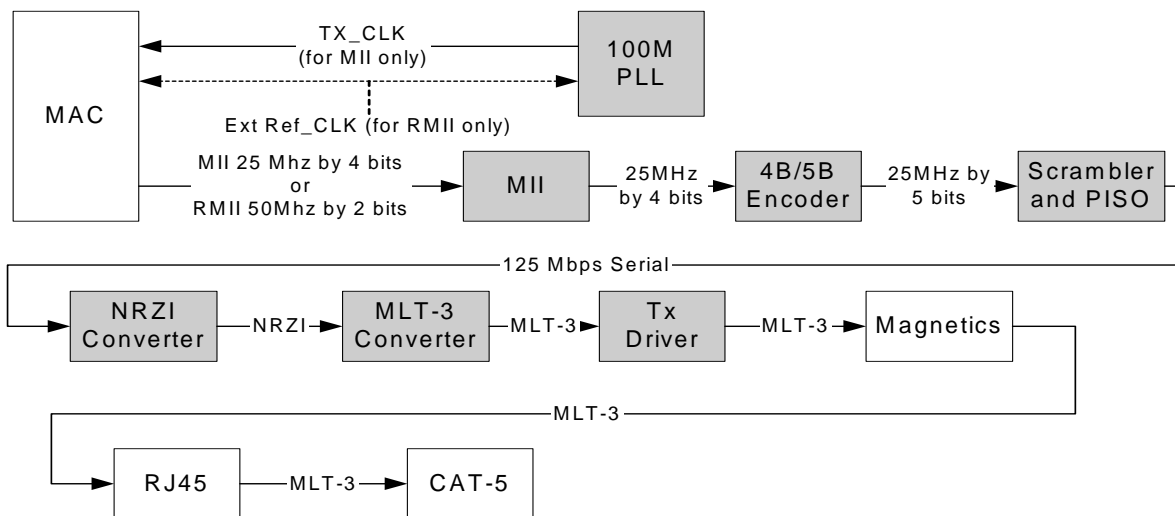 TX_CLK
(for MII only)
100M
PLL
MAC
Ext Ref_CLK (for RMII only)
MII 25 Mhz by 4 bits
or
RMII 50Mhz by 2 bits
MII
25MHz
by 4 bits
4B/5B
Encoder
25MHz by
5 bits
Scrambler
and PISO
125 Mbps Serial
NRZI
Converter
NRZI
MLT-3
Converter
MLT-3
Tx
Driver
MLT-3
Magnetics
MLT-3
RJ45
MLT-3
CAT-5